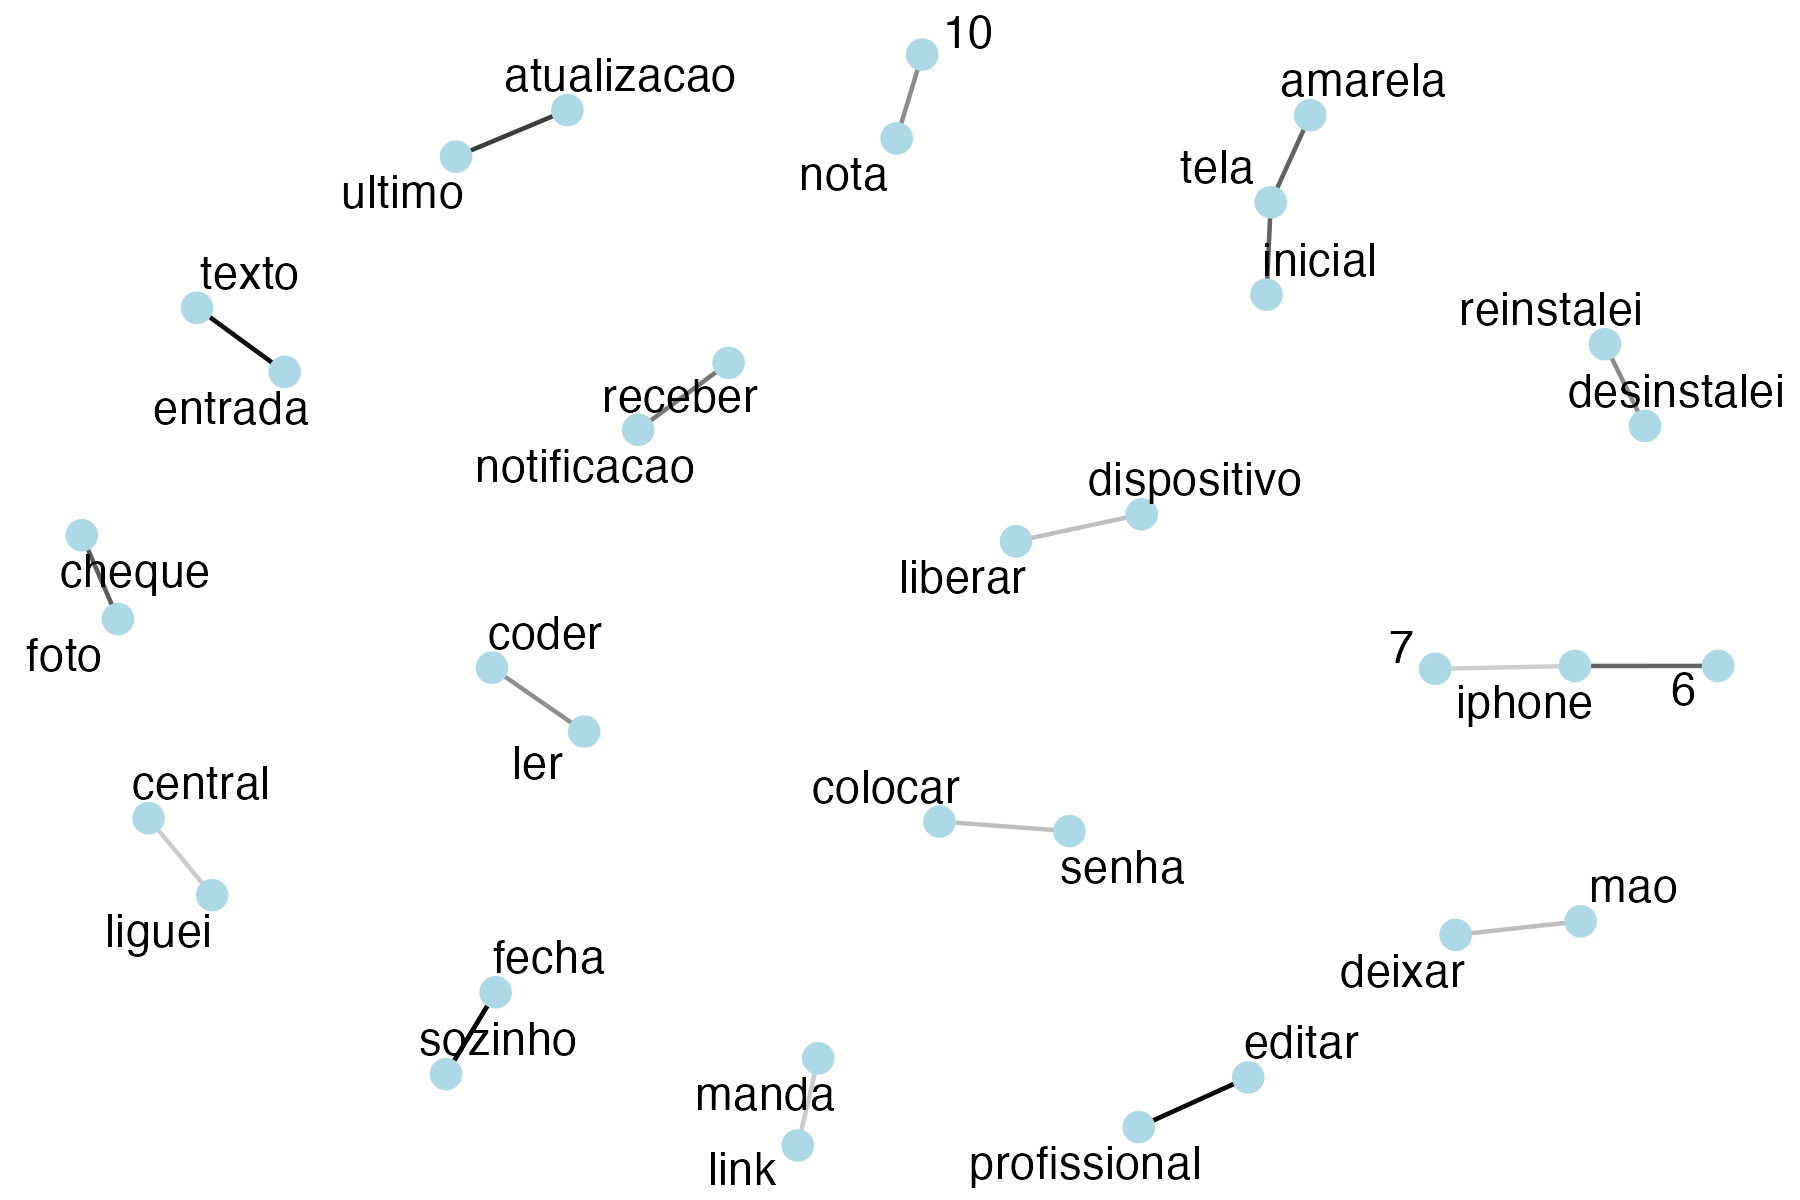 10
atualizacao
amarela
nota
tela
ultimo
inicial
texto
reinstalei
receber
desinstalei
entrada
notificacao
dispositivo
cheque
liberar
coder
foto
7
iphone
6
ler
central
colocar
senha
mao
liguei
fecha
deixar
sozinho
editar
manda
link
profissional